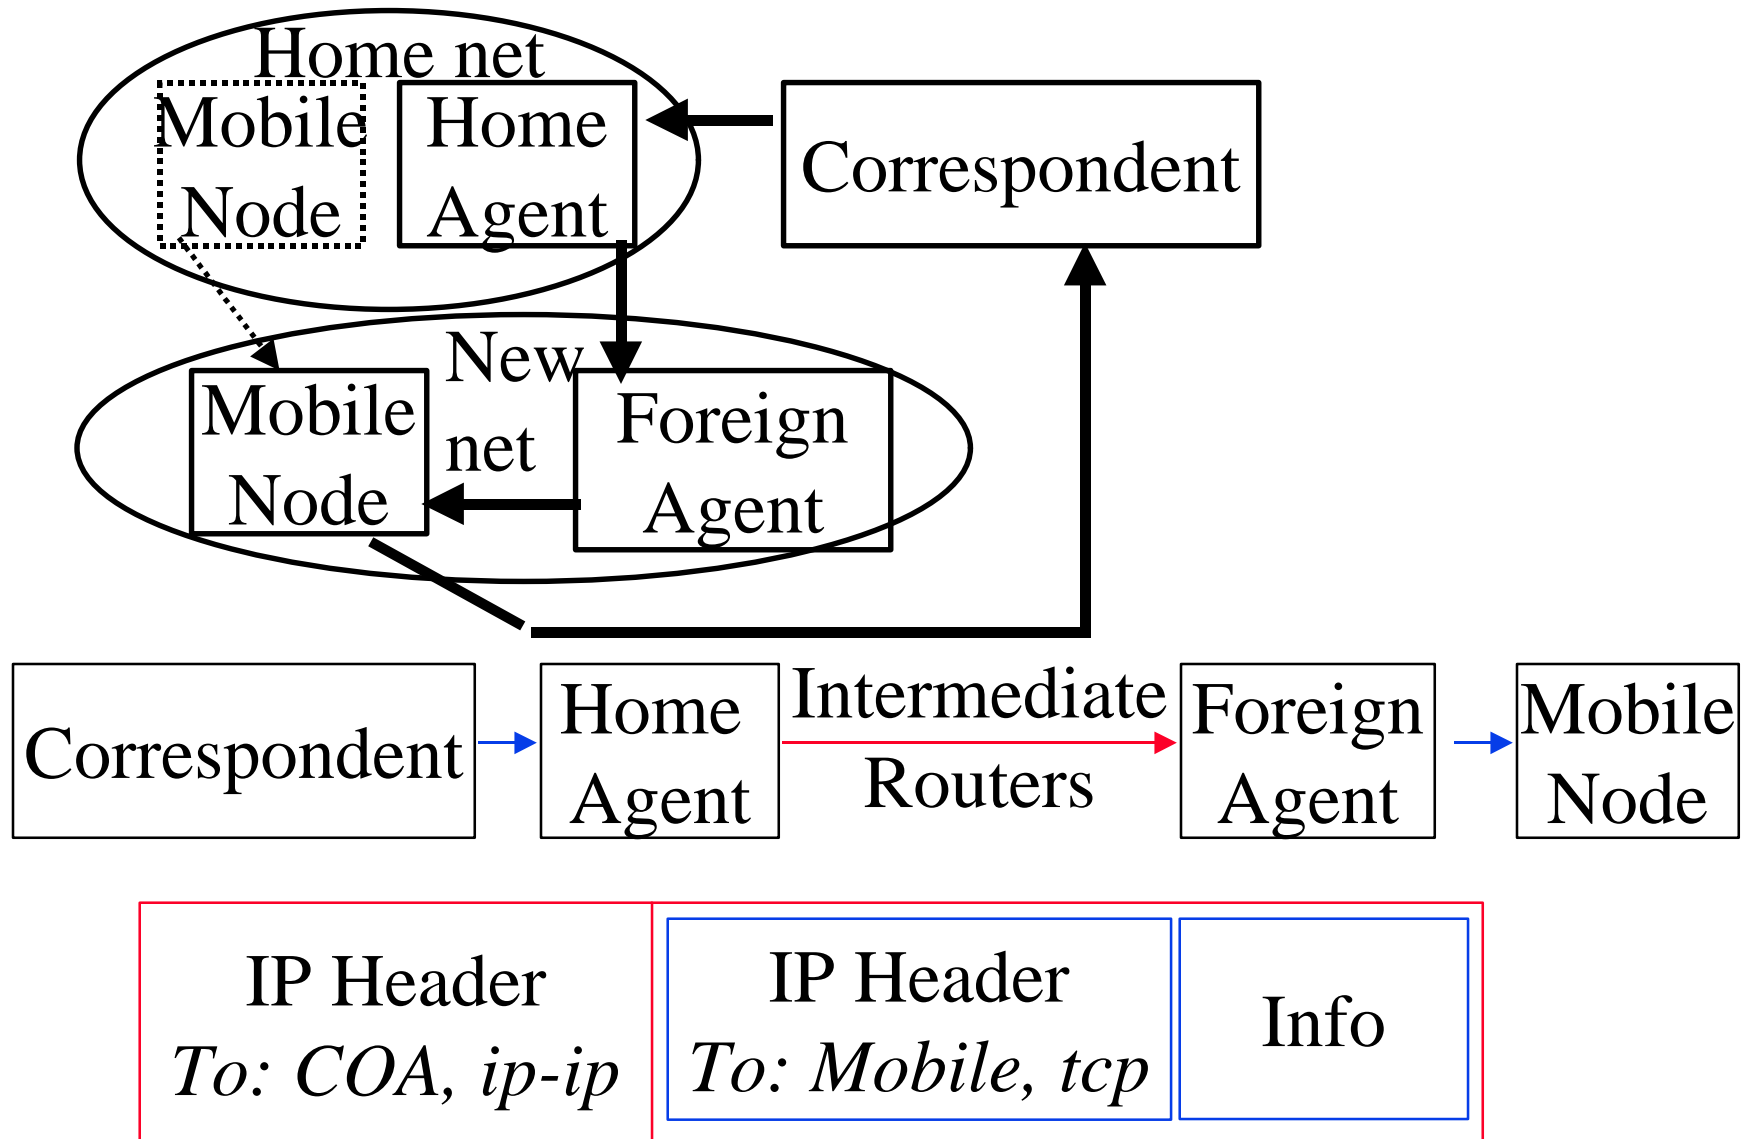 Home net
Mobile
Node
Home
Agent
Correspondent
Mobile
Node
New
net
Foreign
Agent
Correspondent
Home
Agent
Intermediate
Routers
Foreign
Agent
Mobile
Node
IP Header
To: COA, ip-ip
IP Header
To: Mobile, tcp
Info